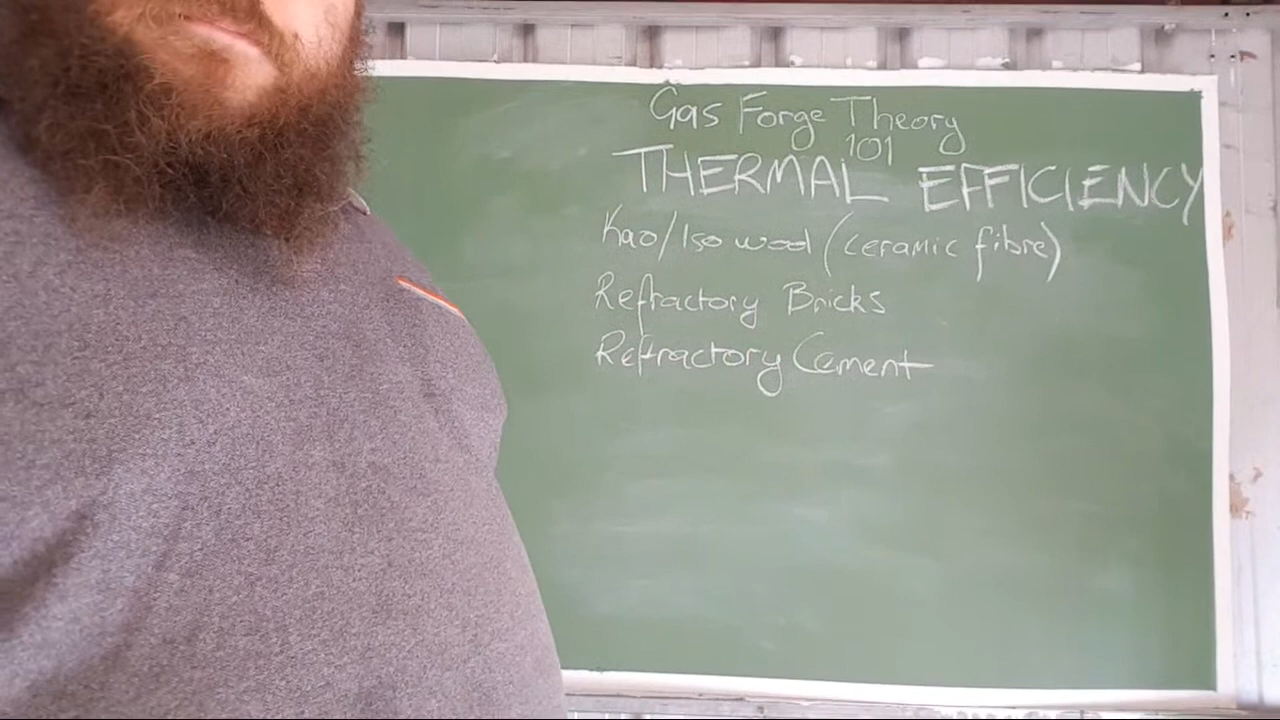 Gas Forge Theory
101
THERMAL EFFICIENCY
Kao/Iso wool (ceramic fibre)
Refractory Bricks
Refractory Cement